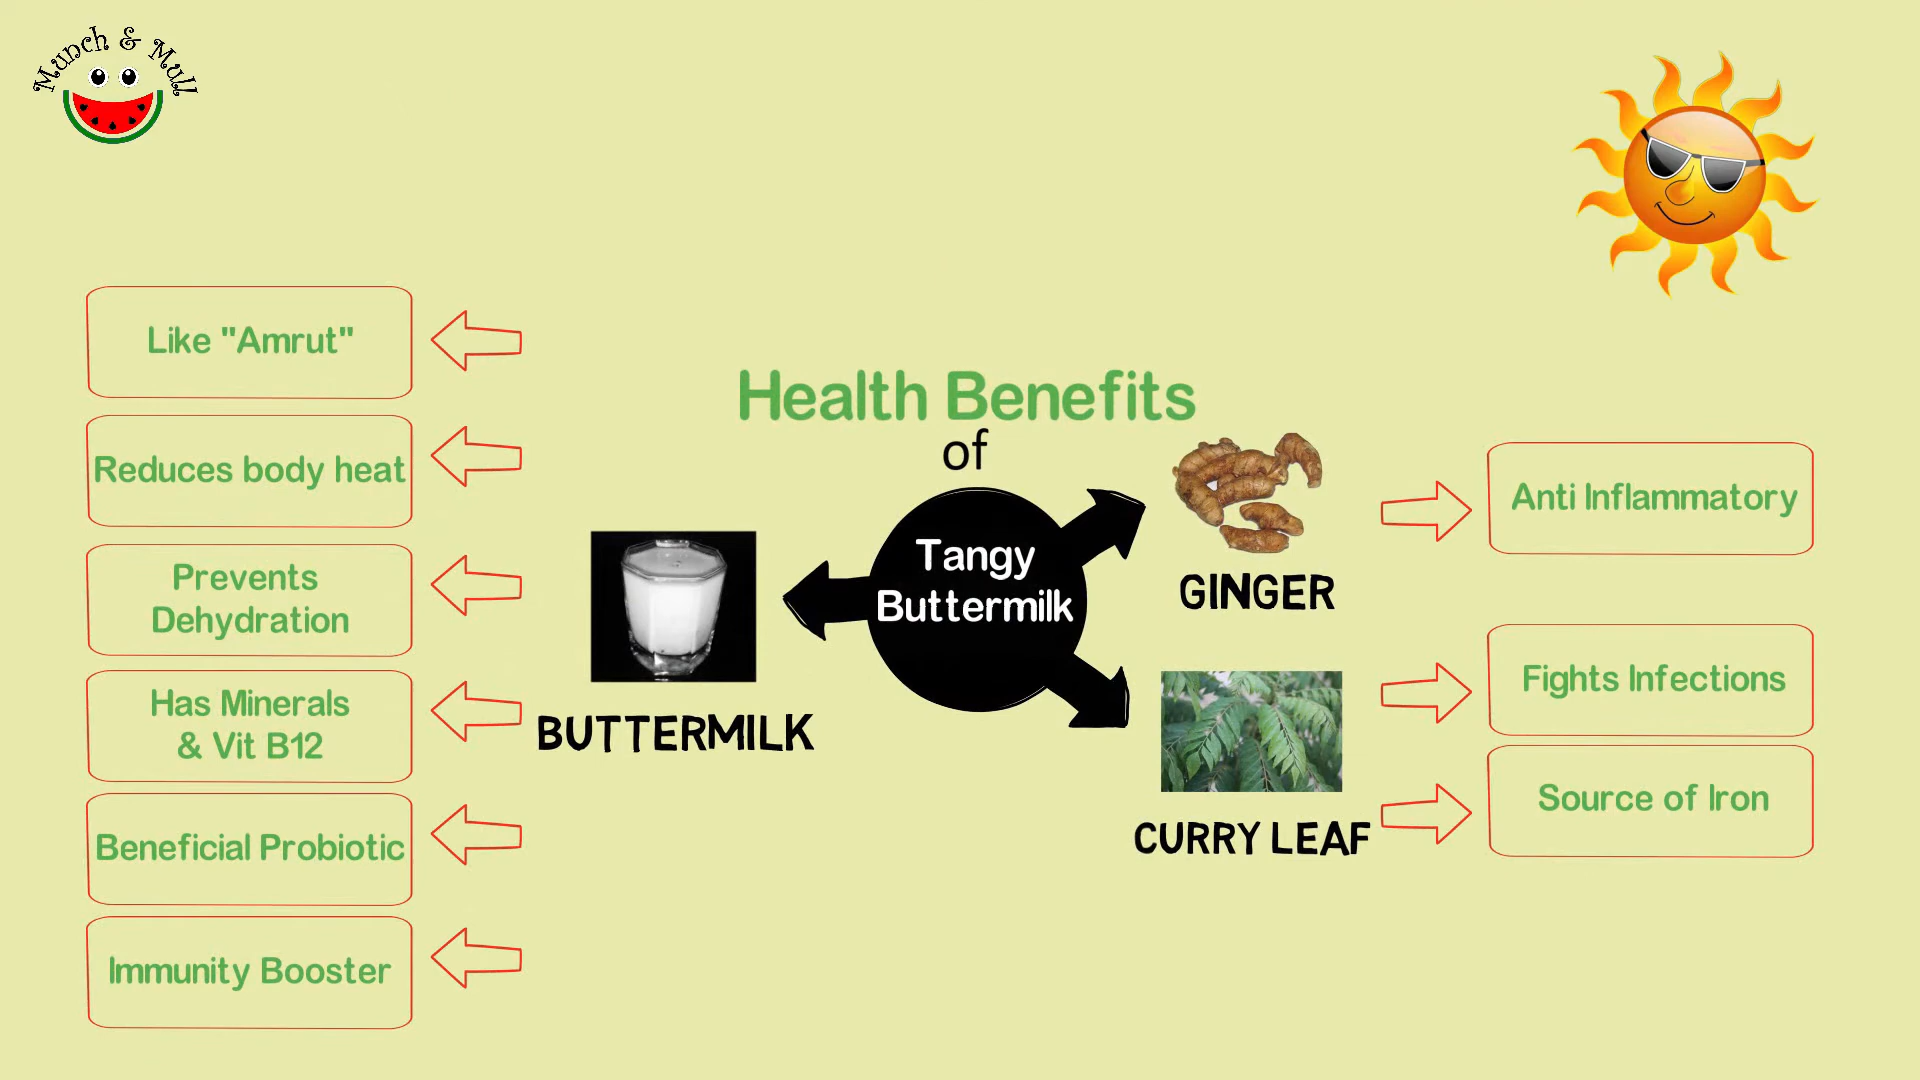 Munch & Mull
Health Benefits
of
Tangy
Buttermilk
BUTTERMILK
Like "Amrut"
Reduces body heat
Prevents
Dehydration
Has Minerals
& Vit B12
Beneficial Probiotic
Immunity Booster
GINGER
Anti Inflammatory
CURRY LEAF
Fights Infections
Source of Iron